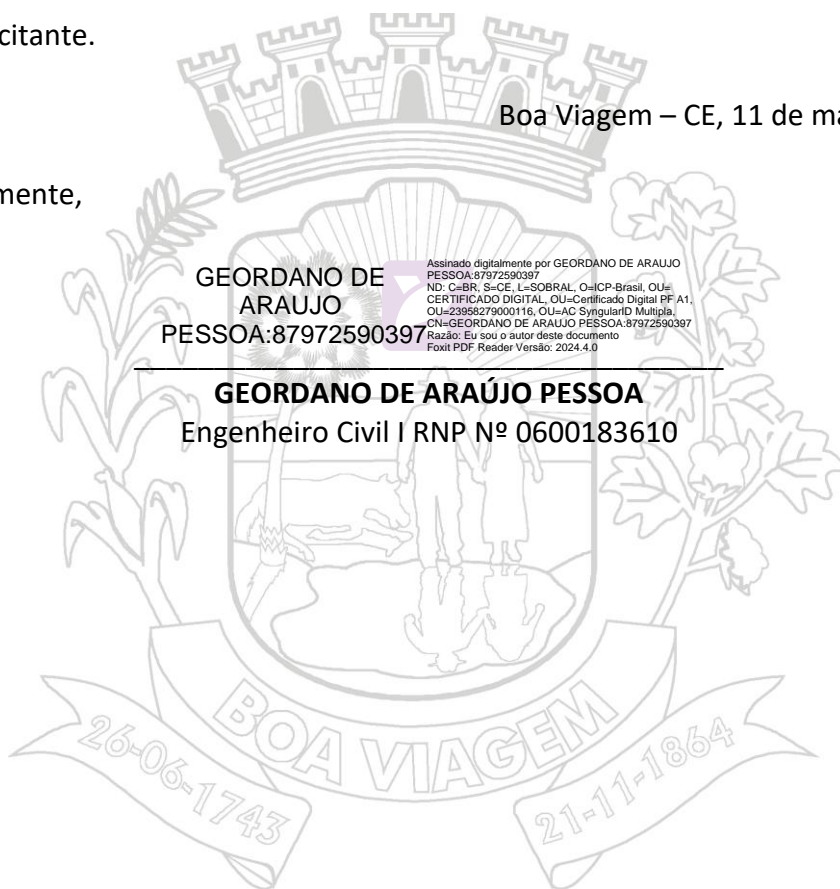 citante.
Boa Viagem – CE, 11 de ma
mente,
GEORDANO DE
ARAUJO
PESSOA:87972590397
Assinado digitalmente por GEORDANO DE ARAUJO
PESSOA:87972590397
ND: C=BR, S=CE, L=SOBRAL, O=ICP-Brasil, OU=
CERTIFICADO DIGITAL, OU=Certificado Digital PF A1,
OU=23958279000116, OU=AC SyngularID Multipla,
CN=GEORDANO DE ARAUJO PESSOA:87972590397
Razão: Eu sou o autor deste documento
Foxit PDF Reader Versão: 2024.4.0
GEORDANO DE ARAÚJO PESSOA
Engenheiro Civil I RNP Nº 0600183610
26-06-1743
BOA VIAGEM
21-11-1864